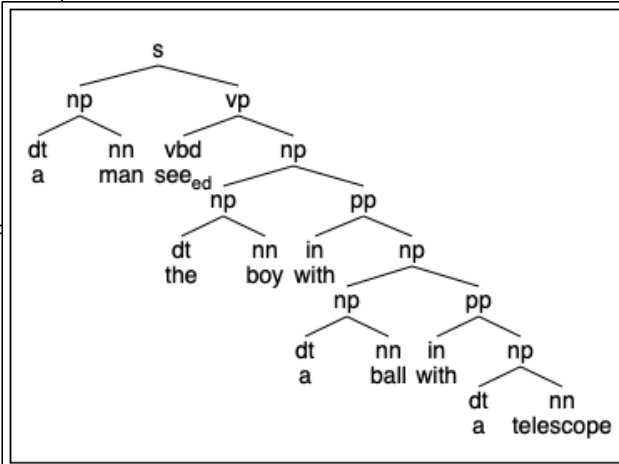 s
np vp
dt nn vbd np
a man see_ed
np pp
dt nn in np
the boy with
np pp
dt nn in np
a ball with
dt nn
a telescope